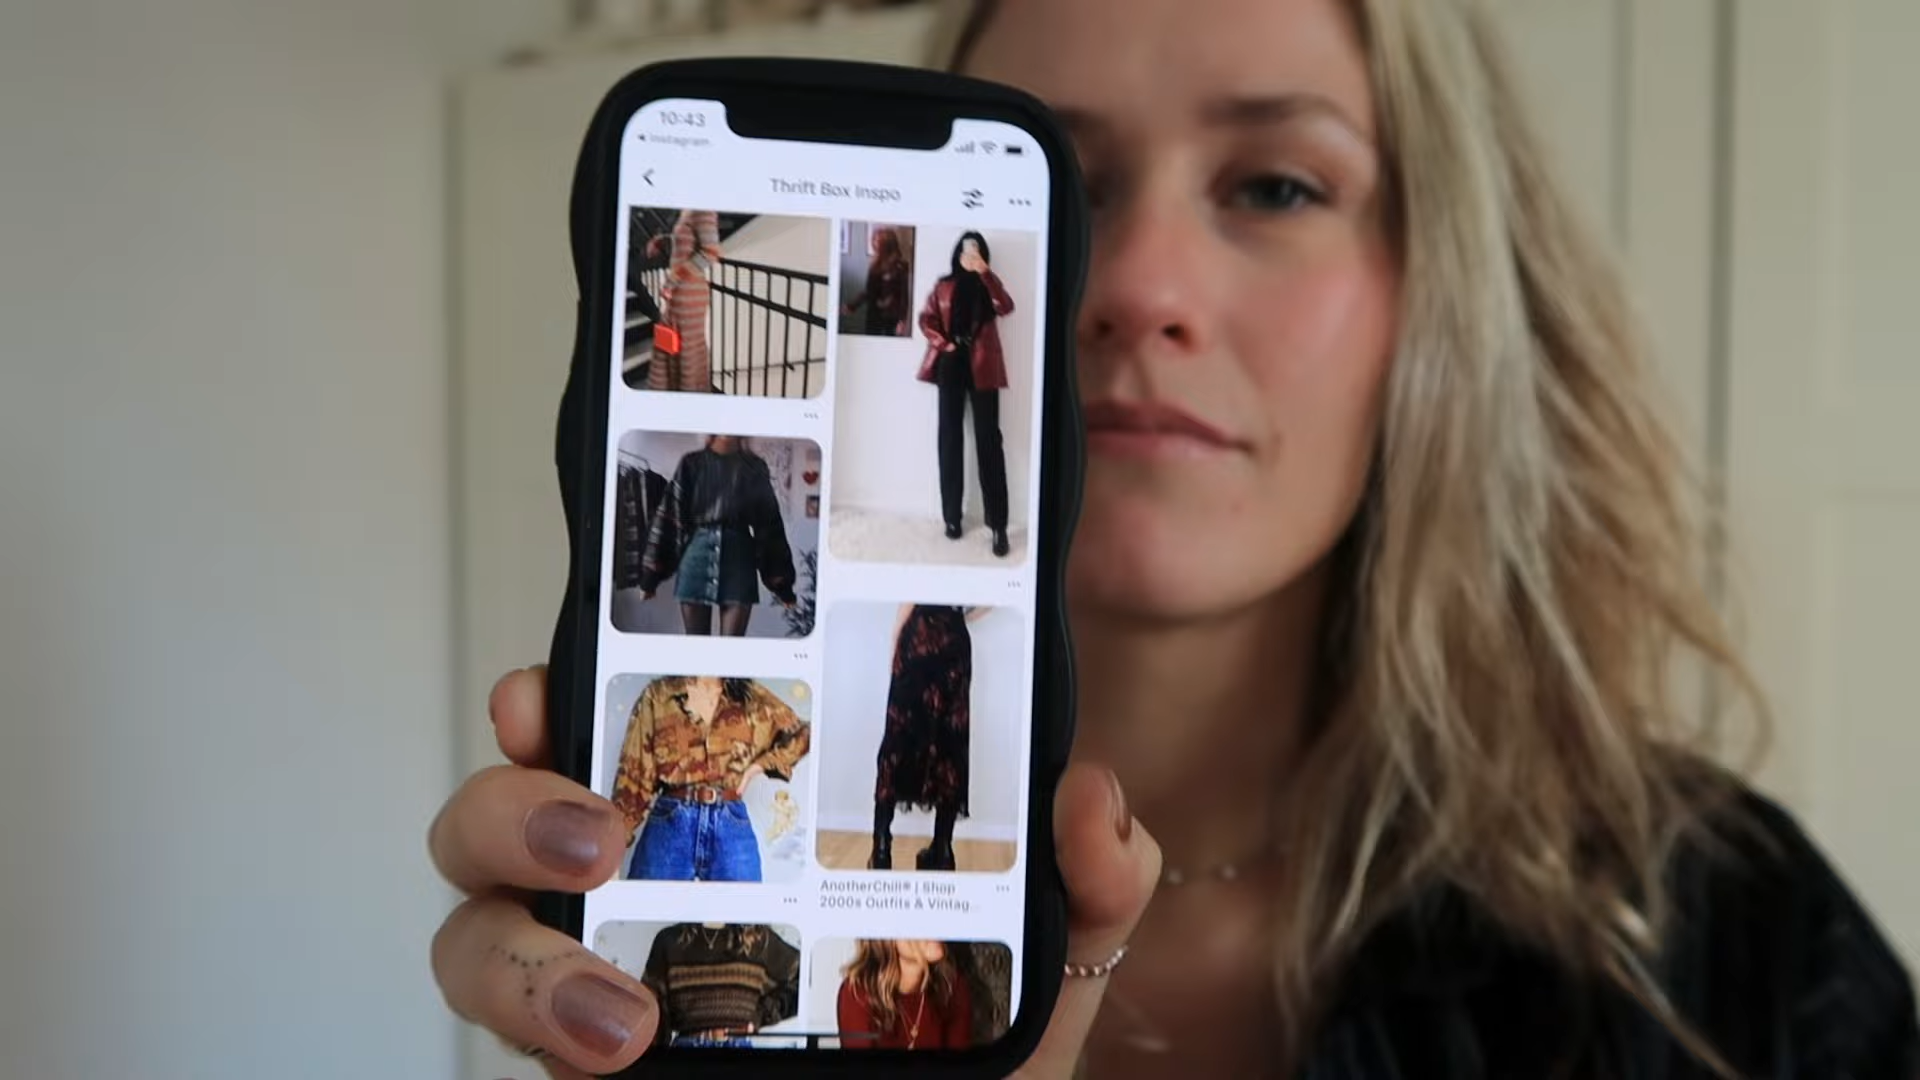 10:43
Instagram
Thrift Box Inspo
AnotherChill® | Shop
2000s Outfits & Vintag...